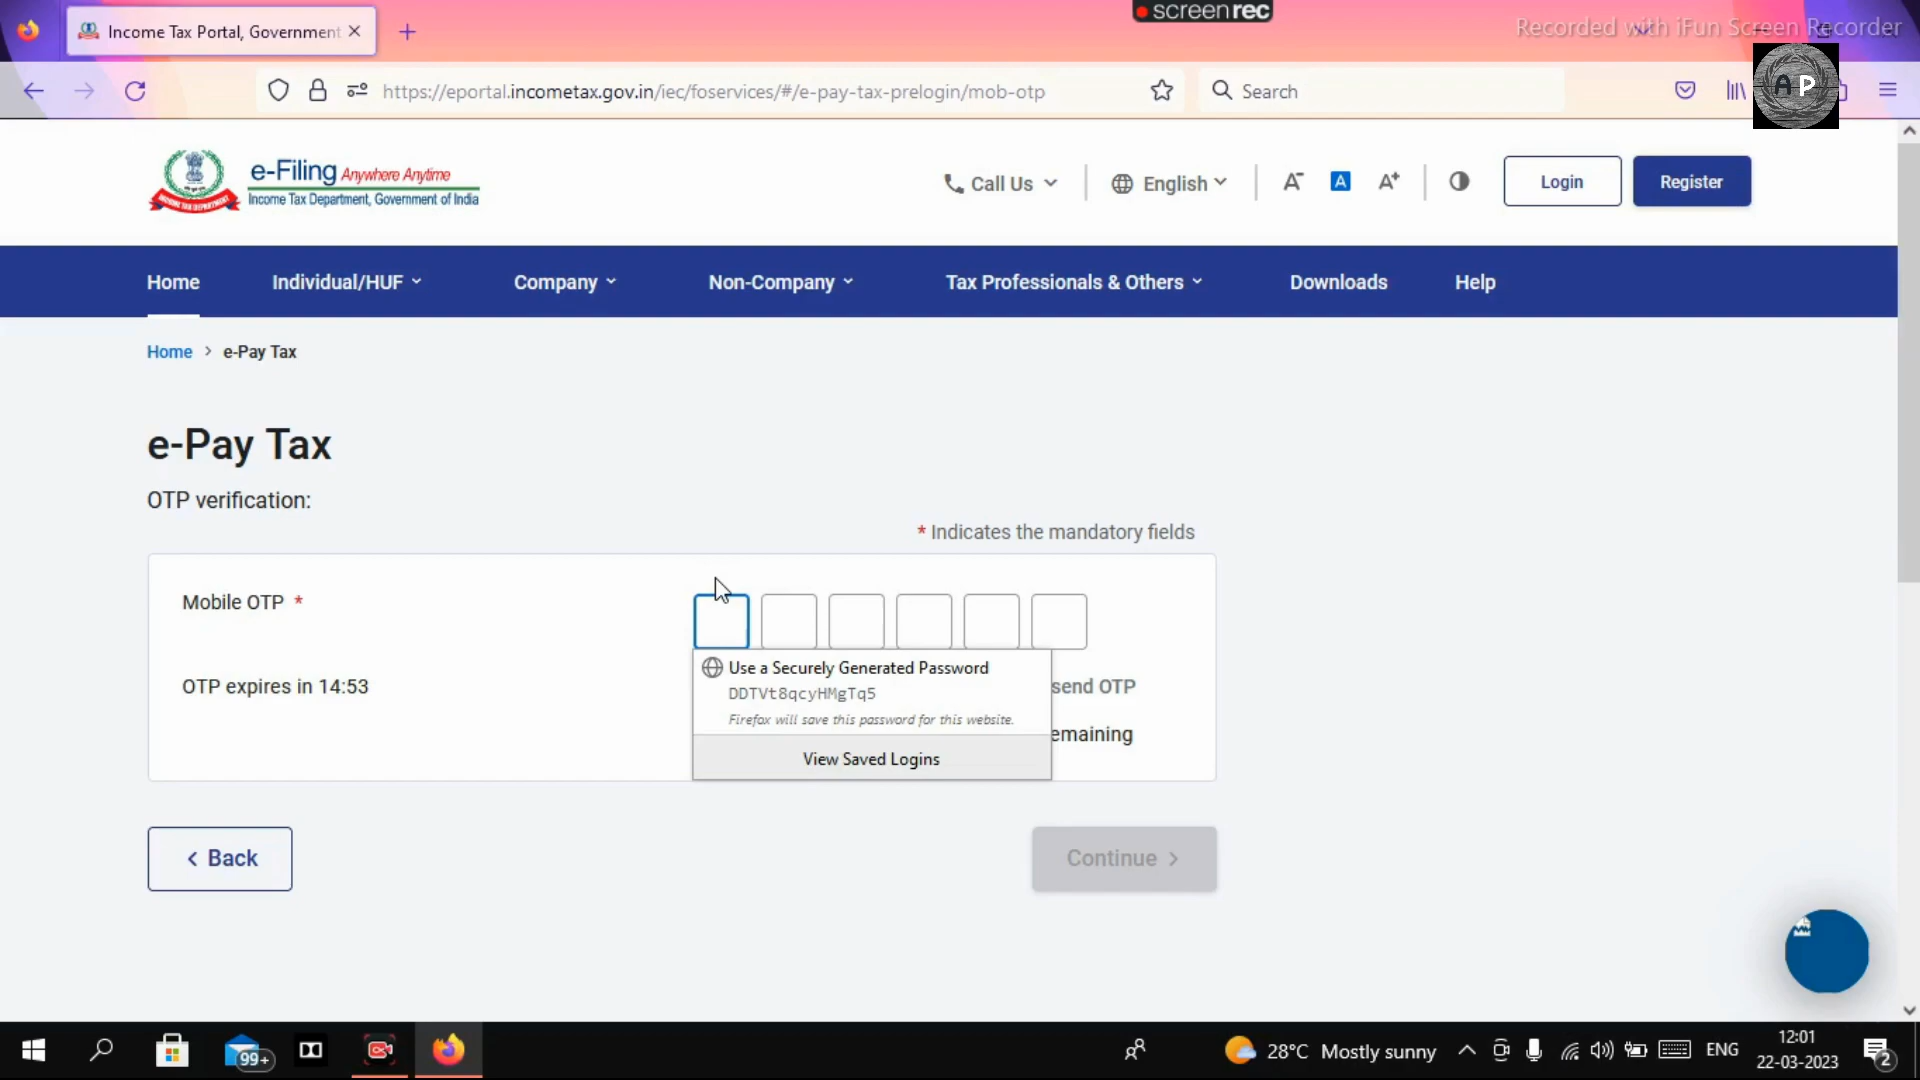 screenrec
Recorded with iFun Screen Recorder
Income Tax Portal, Government
https://eportal.incometax.gov.in/iec/foservices/#/e-pay-tax-prelogin/mob-otp
Search
AP
e-Filing Anywhere Anytime
Income Tax Department, Government of India
Call Us
English
A-
A
A+
Login
Register
Home
Individual/HUF
Company
Non-Company
Tax Professionals & Others
Downloads
Help
Home > e-Pay Tax
e-Pay Tax
OTP verification:
* Indicates the mandatory fields
Mobile OTP *
Use a Securely Generated Password
OTP expires in 14:53
send OTP
DDTVt8qcyHMgTq5
Firefox will save this password for this website.
emaining
View Saved Logins
< Back
Continue >
99+
28°C Mostly sunny
ENG
12:01
22-03-2023
2